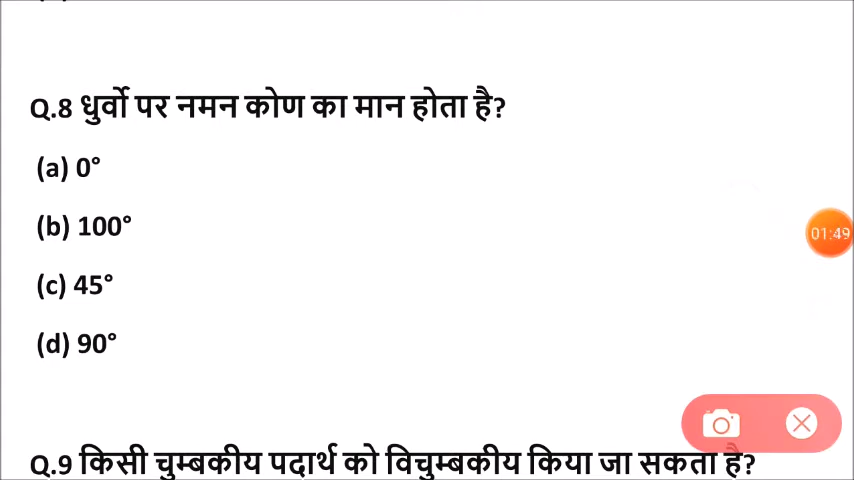 Q.8 धुर्वो पर नमन कोण का मान होता है?
(a) 0°
(b) 100°
(c) 45°
(d) 90°
01:49
Q.9 किसी चुम्बकीय पदार्थ को विचुम्बकीय किया जा सकता है?